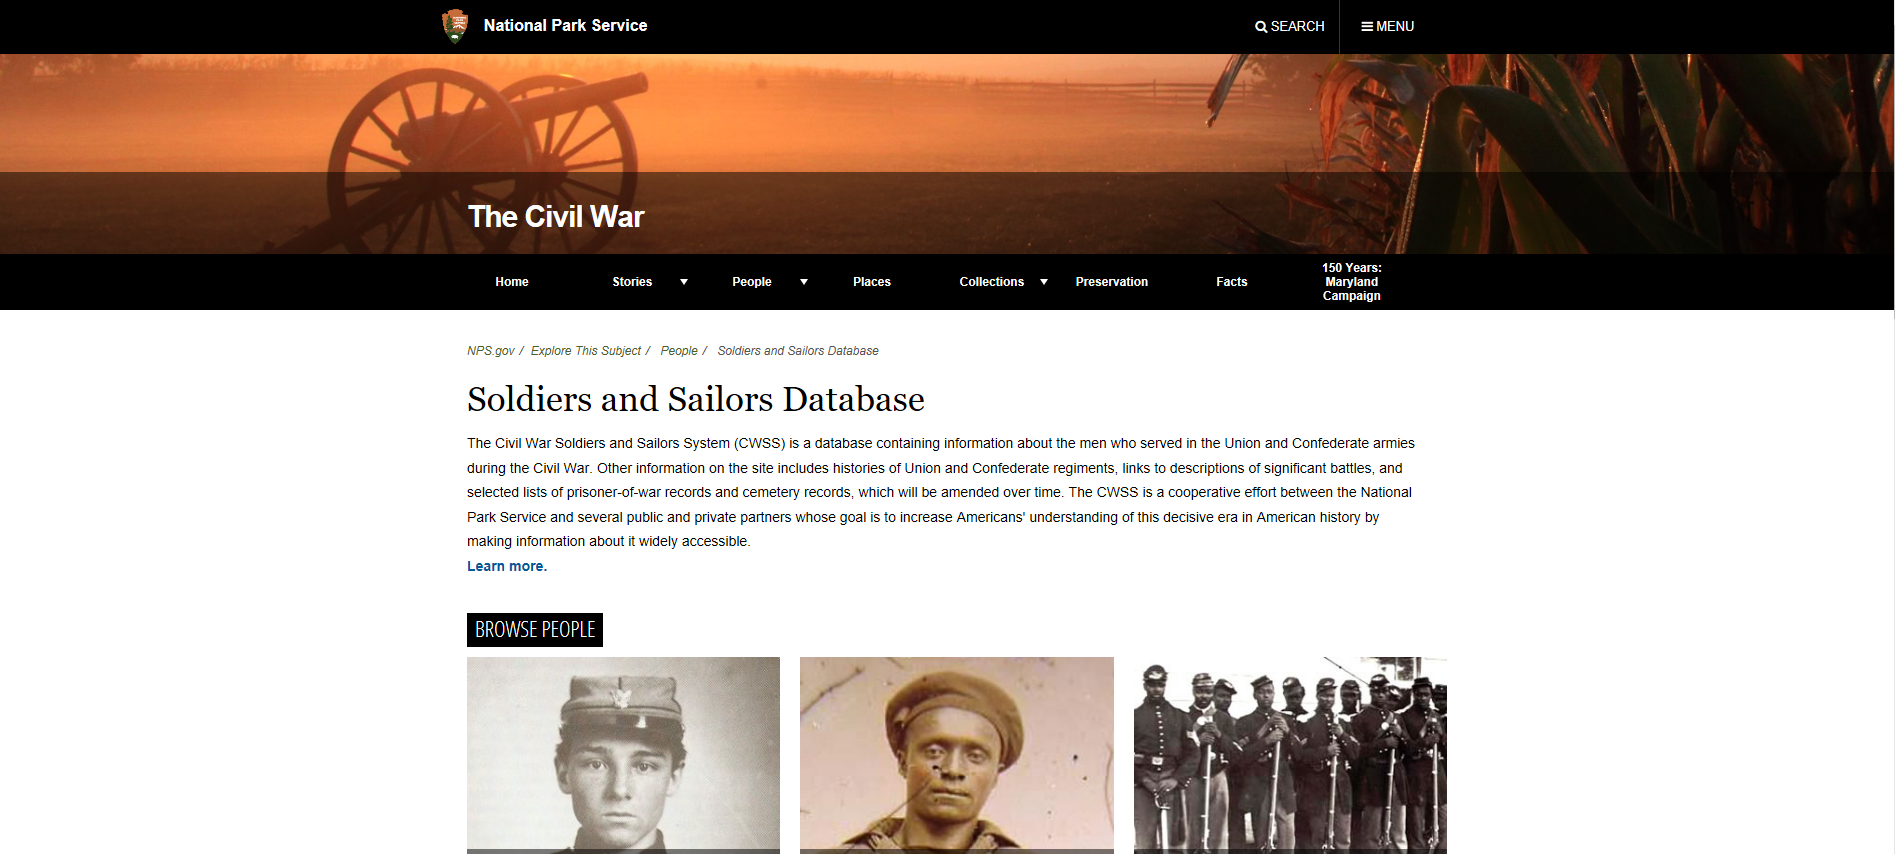 National Park Service
SEARCH
MENU
The Civil War
Home
Stories
People
Places
Collections
Preservation
Facts
150 Years:
Maryland
Campaign
NPS.gov / Explore This Subject / People / Soldiers and Sailors Database
Soldiers and Sailors Database
The Civil War Soldiers and Sailors System (CWSS) is a database containing information about the men who served in the Union and Confederate armies
during the Civil War. Other information on the site includes histories of Union and Confederate regiments, links to descriptions of significant battles, and
selected lists of prisoner-of-war records and cemetery records, which will be amended over time. The CWSS is a cooperative effort between the National
Park Service and several public and private partners whose goal is to increase Americans' understanding of this decisive era in American history by
making information about it widely accessible.
Learn more.
BROWSE PEOPLE